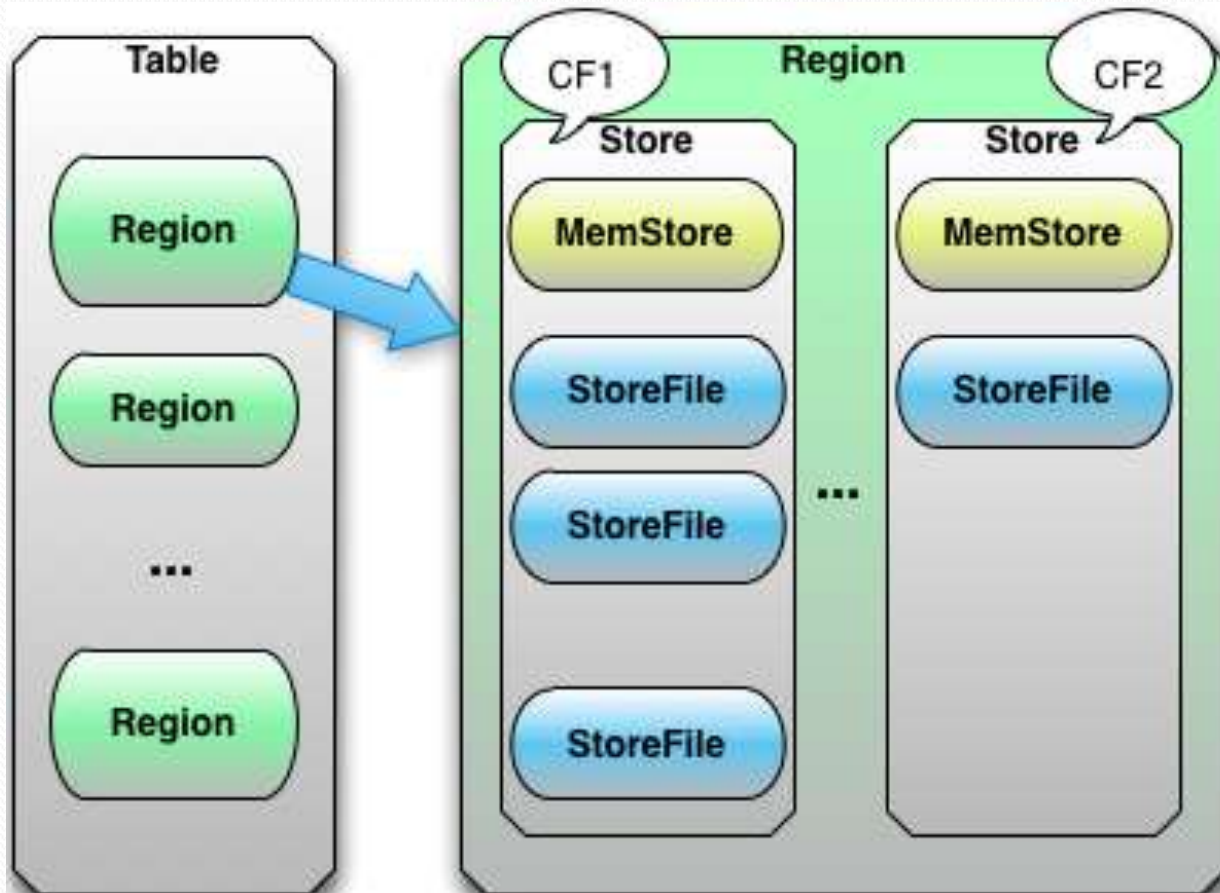 Table
Region
Region
...
Region
Region
CF1
Store
MemStore
StoreFile
StoreFile
StoreFile
...
CF2
Store
MemStore
StoreFile